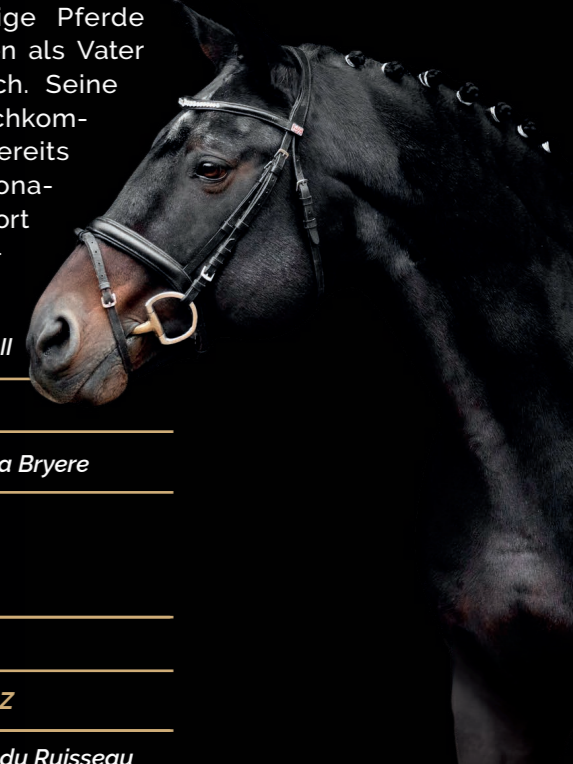 ige Pferde
n als Vater
ch. Seine
chkom-
ereits
ona-
ort
ll
a Bryere
Z
du Ruisseau